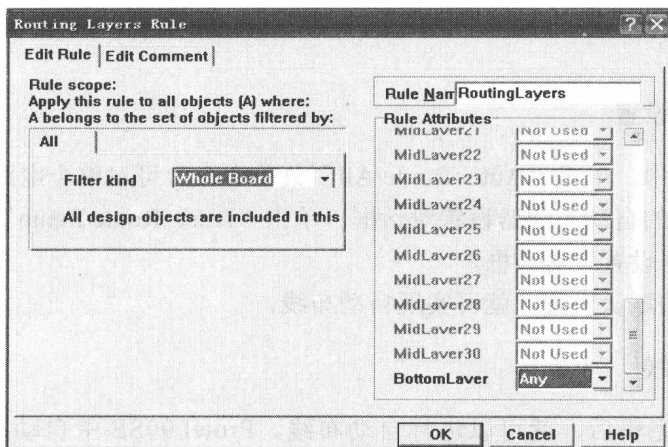 Routing Layers Rule
Edit Rule
Edit Comment
Rule scope:
Apply this rule to all objects (A) where:
A belongs to the set of objects filtered by:
All
Filter kind
Whole Board
All design objects are included in this
Rule Nam
RoutingLayers
Rule Attributes
MidLayer21 Not Used
MidLayer22 Not Used
MidLayer23 Not Used
MidLayer24 Not Used
MidLayer25 Not Used
MidLayer26 Not Used
MidLayer27 Not Used
MidLayer28 Not Used
MidLayer29 Not Used
MidLayer30 Not Used
BottomLayer Any
OK
Cancel
Help